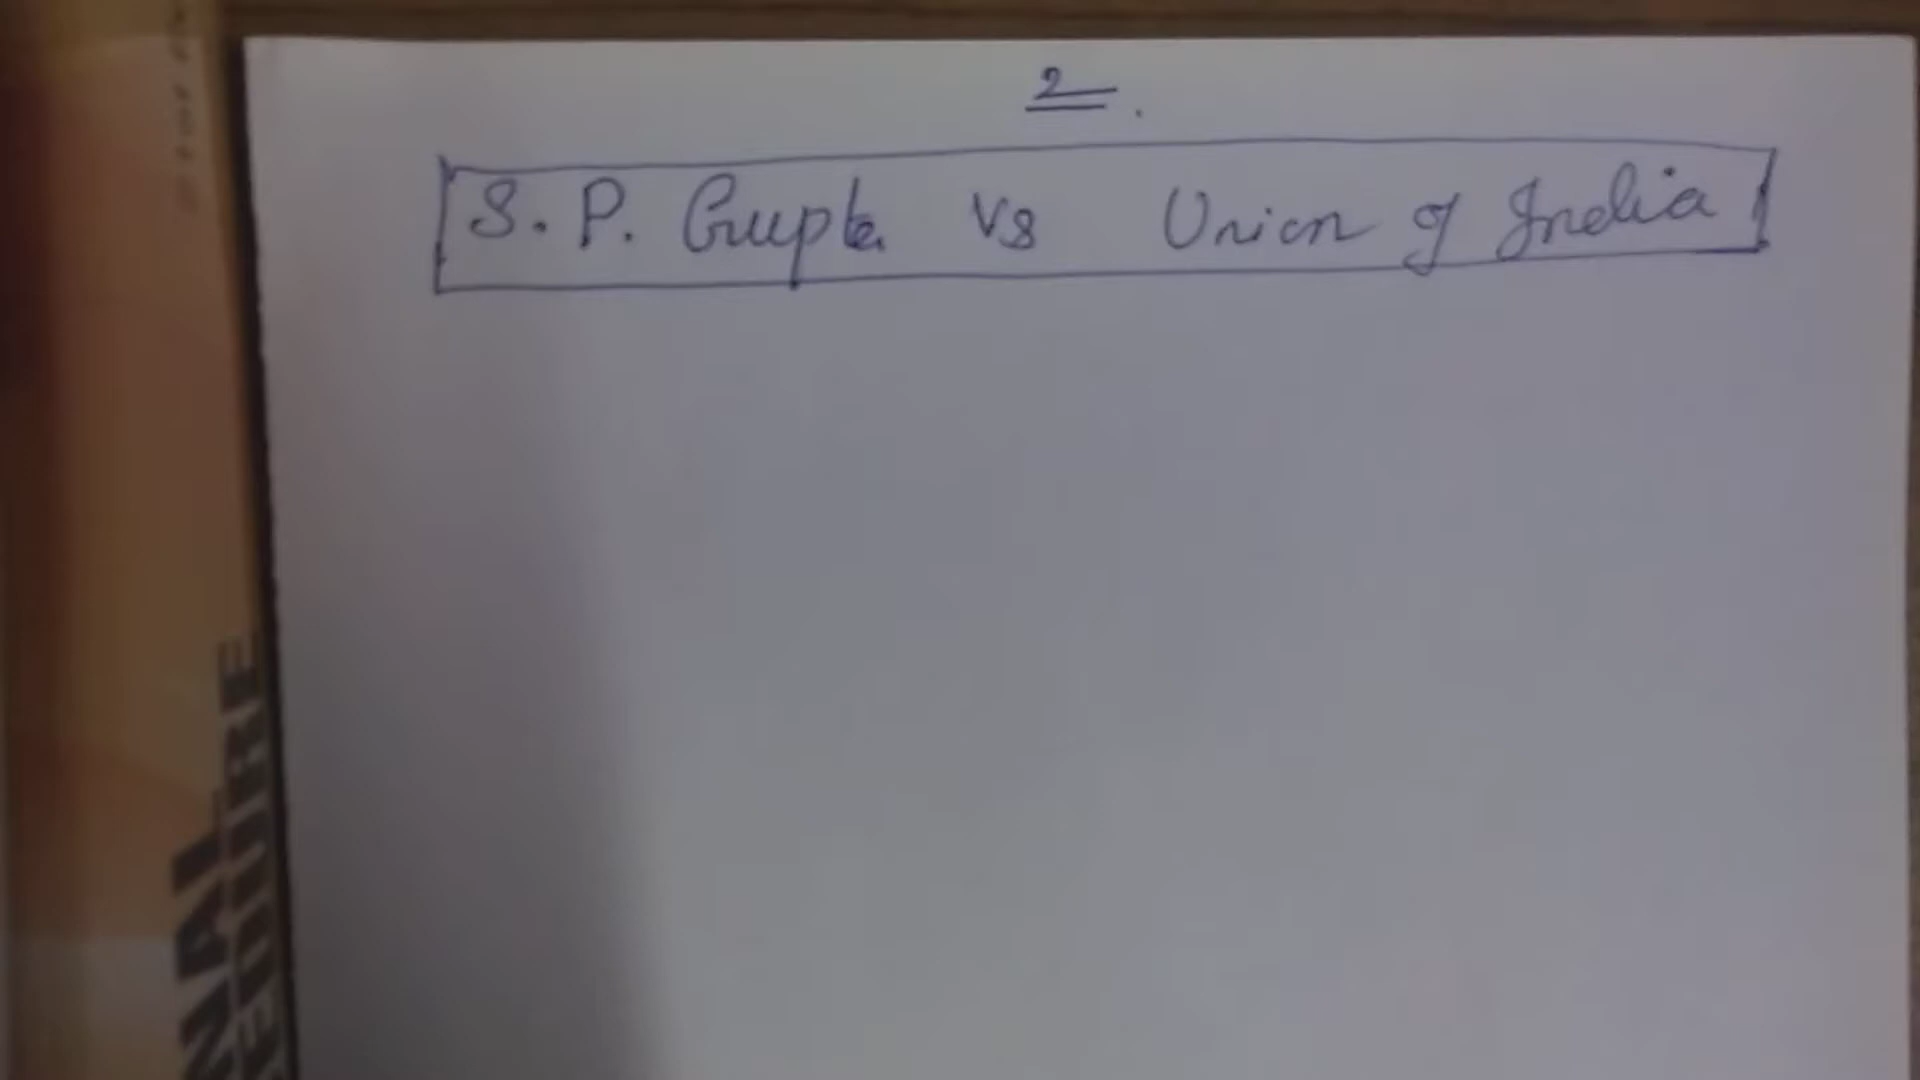 2.
S. P. Gupta vs Union of India